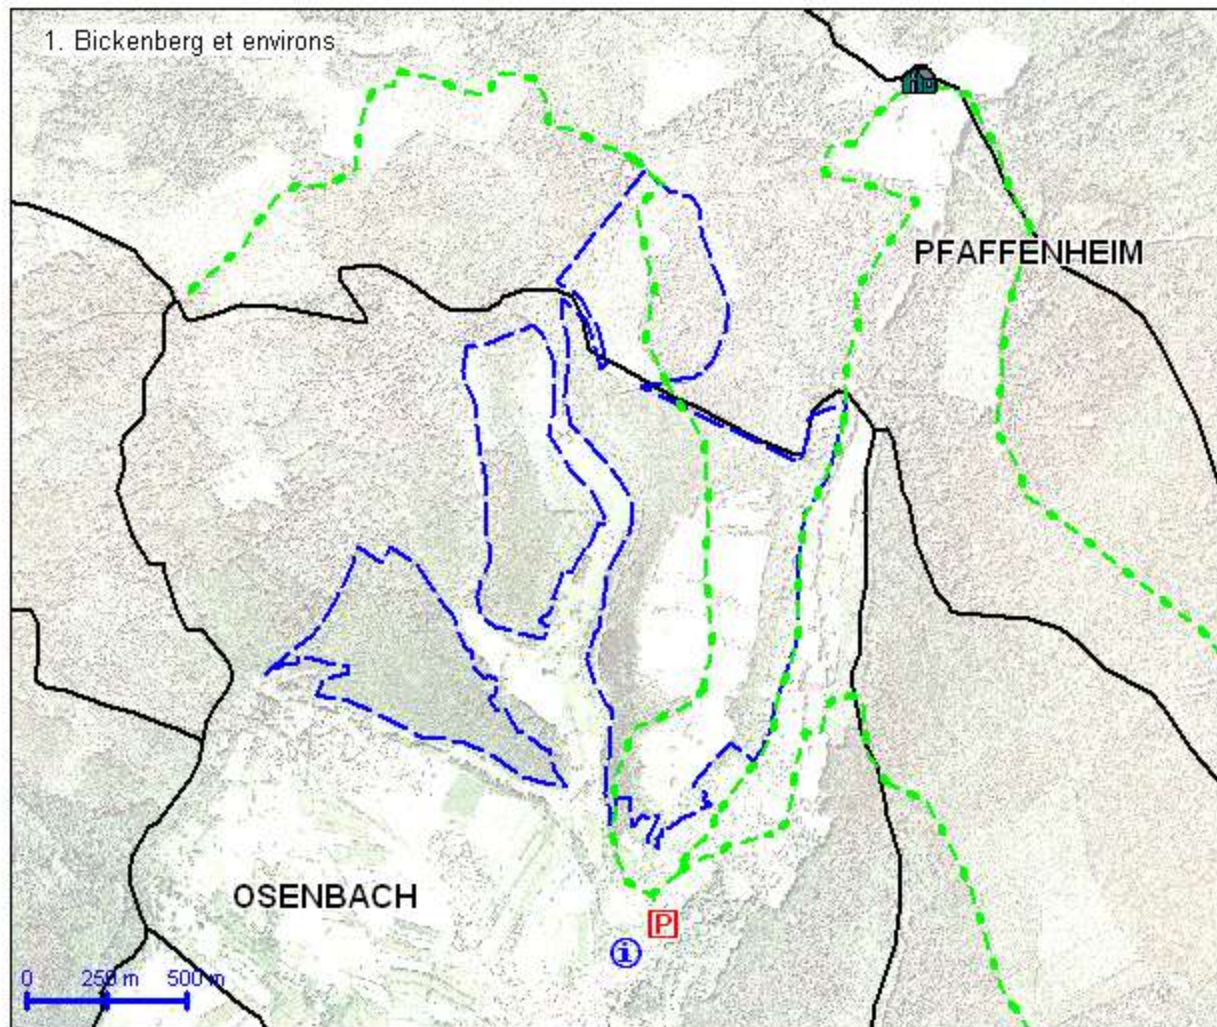 1. Bickenberg et environs
PFAFFENHEIM
OSENBACH
P
i
0 250 m 500 m